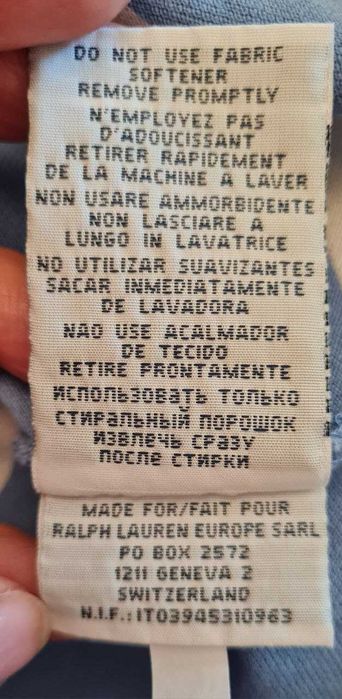 DO NOT USE FABRIC
SOFTENER
REMOVE PROMPTLY
N'EMPLOYEZ PAS
D'ADOUCISSANT
RETIRER RAPIDEMENT
DE LA MACHINE A LAVER
NON USARE AMMORBIDENTE
NON LASCIARE A
LUNGO IN LAVATRICE
NO UTILIZAR SUAVIZANTES
SACAR INMEDIATAMENTE
DE LAVADORA
NAO USE ACALMADOR
DE TECIDO
RETIRE PRONTAMENTE
ИСПОЛЬЗОВАТЬ ТОЛЬКО
СТИРАЛЬНЫЙ ПОРОШОК
ИЗВЛЕЧЬ СРАЗУ
ПОСЛЕ СТИРКИ
MADE FOR/FAIT POUR
RALPH LAUREN EUROPE SARL
PO BOX 2572
1211 GENEVA 2
SWITZERLAND
N.I.F.:IT03945310963